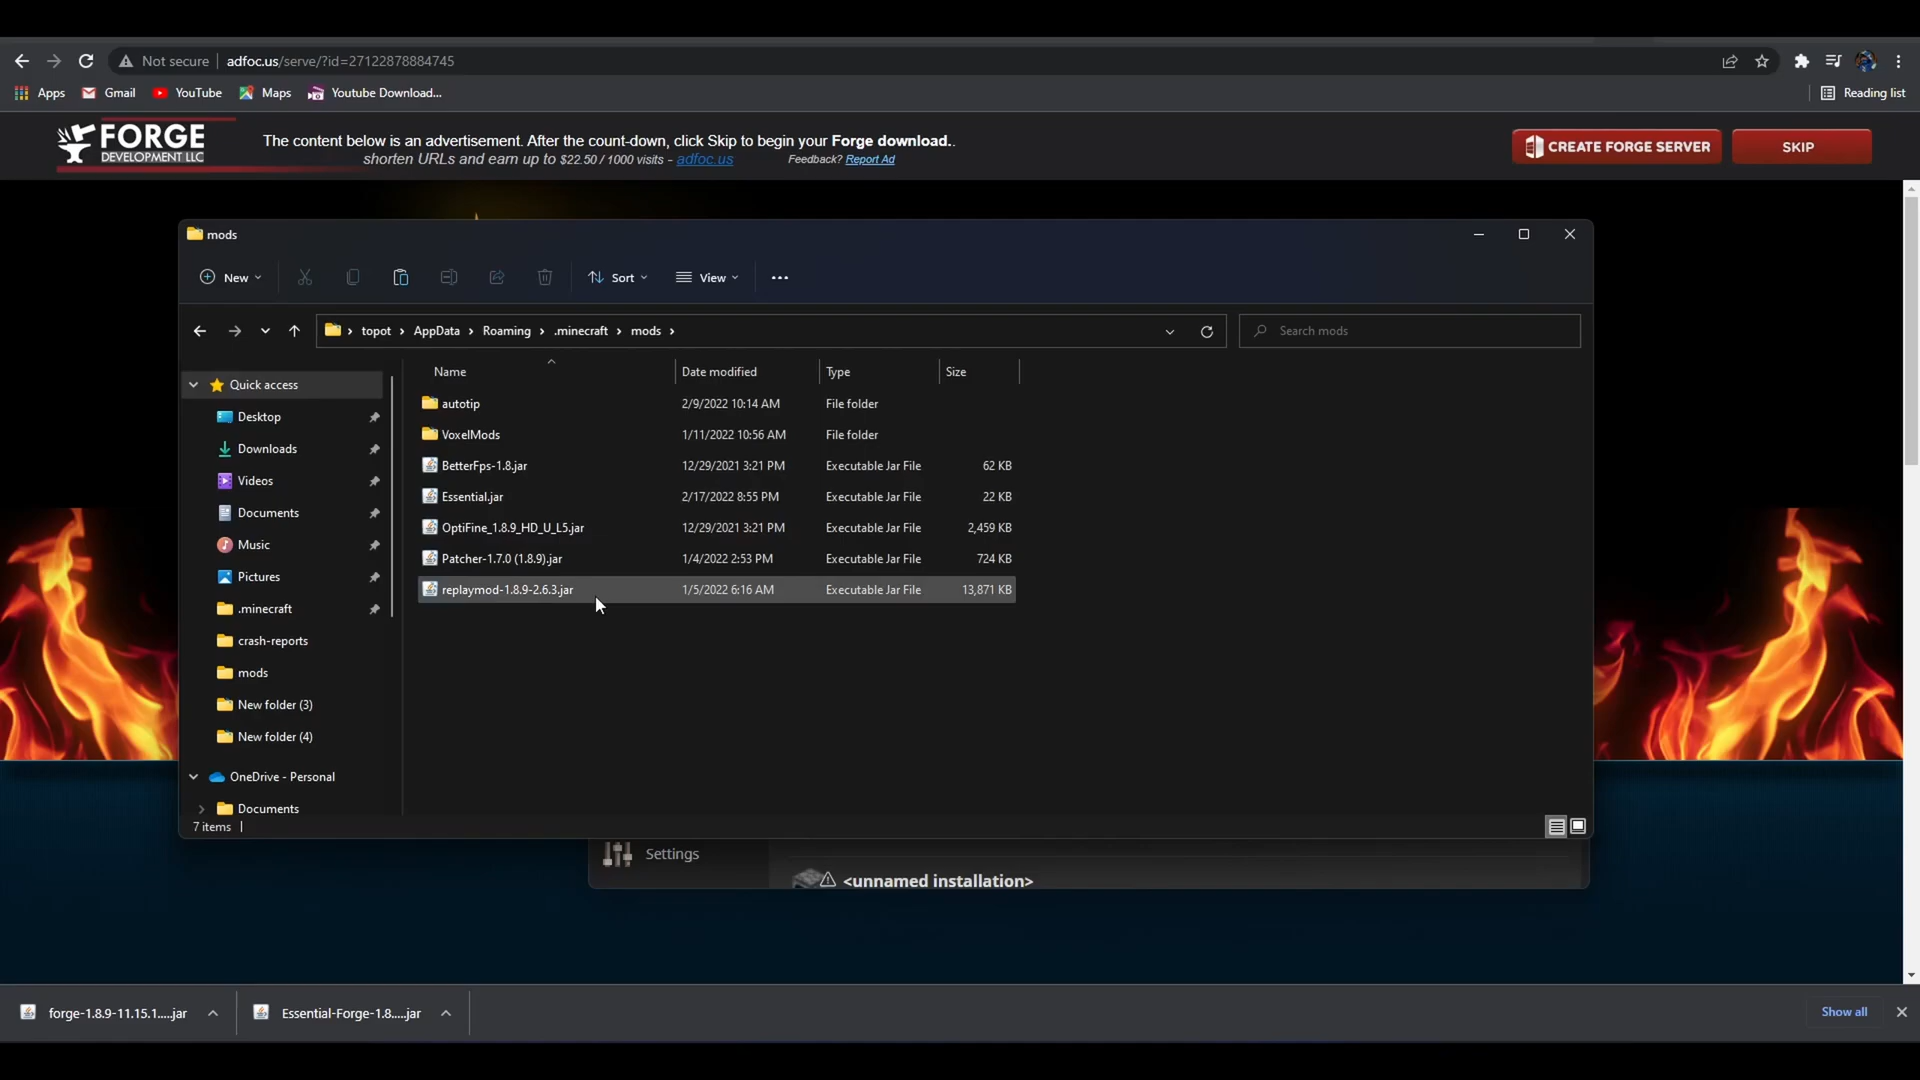 Not secure adfoc.us/serve/?id=27122878884745
Apps Gmail YouTube Maps Youtube Download... Reading list
FORGE
DEVELOPMENT LLC
The content below is an advertisement. After the count-down, click Skip to begin your Forge download..
shorten URLs and earn up to $22.50 / 1000 visits - adfoc.us Feedback? Report Ad
CREATE FORGE SERVER SKIP
mods
New Sort View
topot AppData Roaming .minecraft mods Search mods
Name Date modified Type Size
Quick access
Desktop
Downloads
Videos
Documents
Music
Pictures
.minecraft
crash-reports
mods
New folder (3)
New folder (4)
OneDrive - Personal
Documents
autotip 2/9/2022 10:14 AM File folder
VoxelMods 1/11/2022 10:56 AM File folder
BetterFps-1.8.jar 12/29/2021 3:21 PM Executable Jar File 62 KB
Essential.jar 2/17/2022 8:55 PM Executable Jar File 22 KB
OptiFine_1.8.9_HD_U_L5.jar 12/29/2021 3:21 PM Executable Jar File 2,459 KB
Patcher-1.7.0 (1.8.9).jar 1/4/2022 2:53 PM Executable Jar File 724 KB
replaymod-1.8.9-2.6.3.jar 1/5/2022 6:16 AM Executable Jar File 13,871 KB
7 items
Settings
<unnamed installation>
forge-1.8.9-11.15.1.....jar Essential-Forge-1.8.....jar Show all